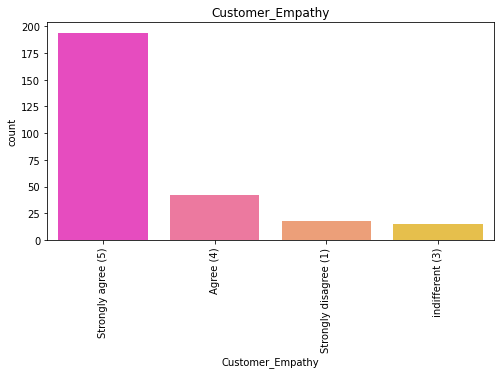 Customer_Empathy
200
175
150
125
100
75
50
25
0
count
Strongly agree (5)
Agree (4)
Strongly disagree (1)
indifferent (3)
Customer_Empathy